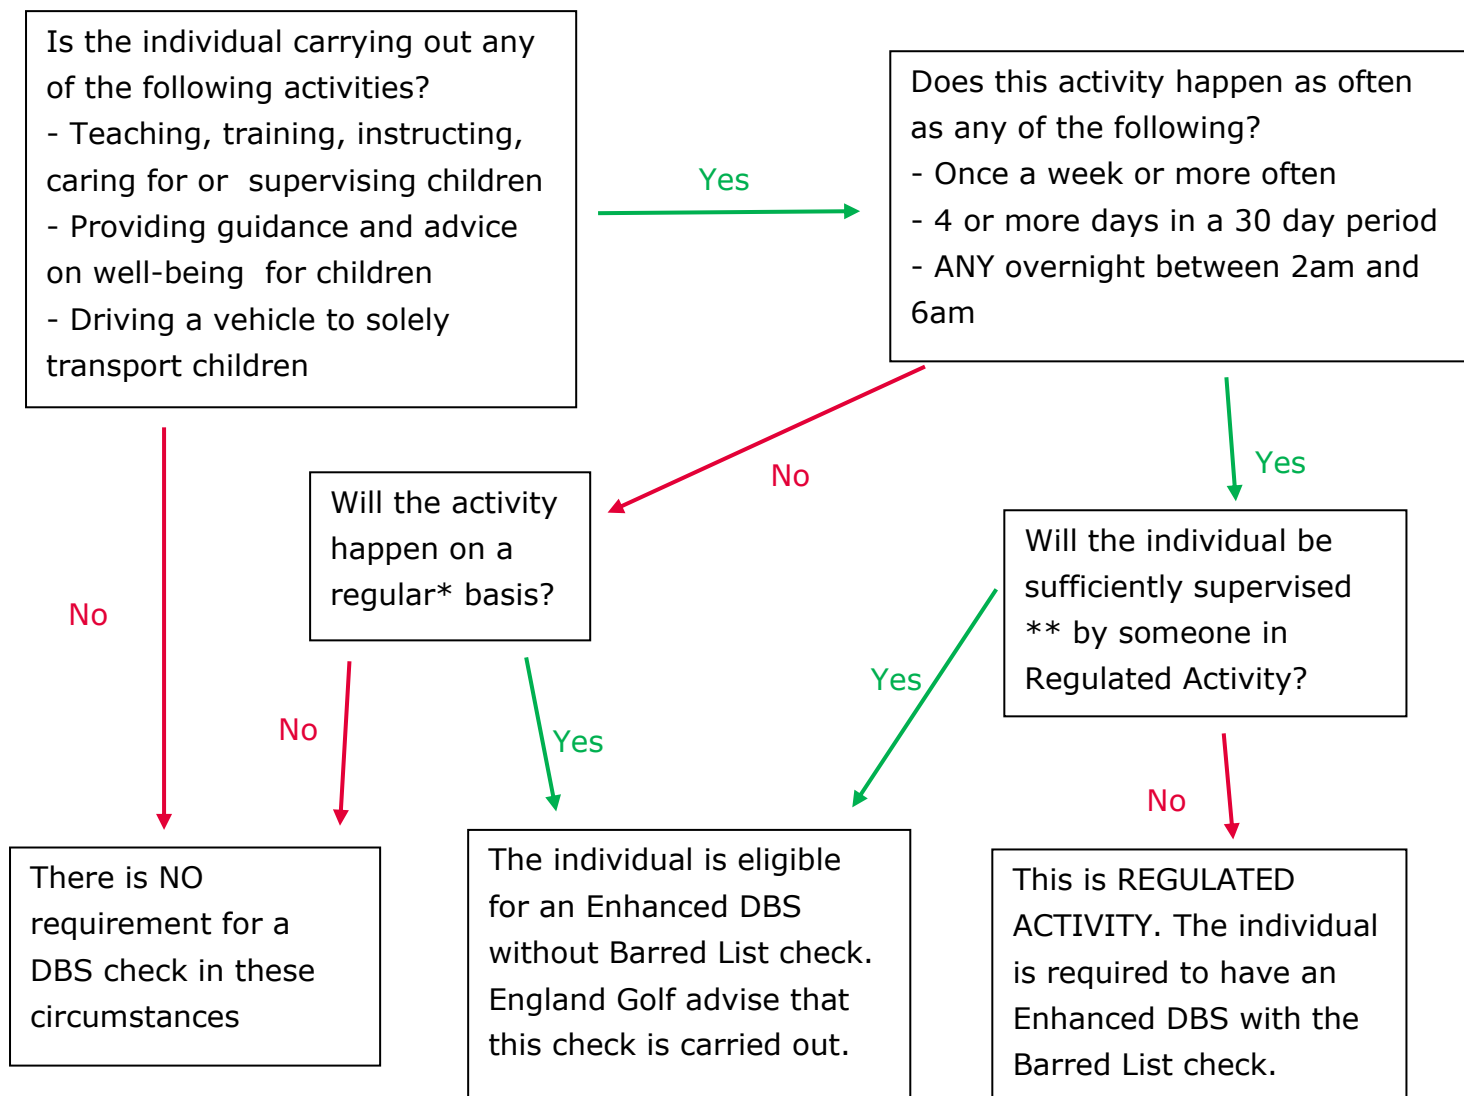 Is the individual carrying out any
of the following activities?
- Teaching, training, instructing,
caring for or  supervising children
- Providing guidance and advice
on well-being  for children
- Driving a vehicle to solely
transport children
Yes
Does this activity happen as often
as any of the following?
- Once a week or more often
- 4 or more days in a 30 day period
- ANY overnight between 2am and
6am
No
No
Yes
Will the activity
happen on a
regular* basis?
Will the individual be
sufficiently supervised
** by someone in
Regulated Activity?
No
Yes
Yes
No
There is NO
requirement for a
DBS check in these
circumstances
The individual is eligible
for an Enhanced DBS
without Barred List check.
England Golf advise that
this check is carried out.
This is REGULATED
ACTIVITY. The individual
is required to have an
Enhanced DBS with the
Barred List check.